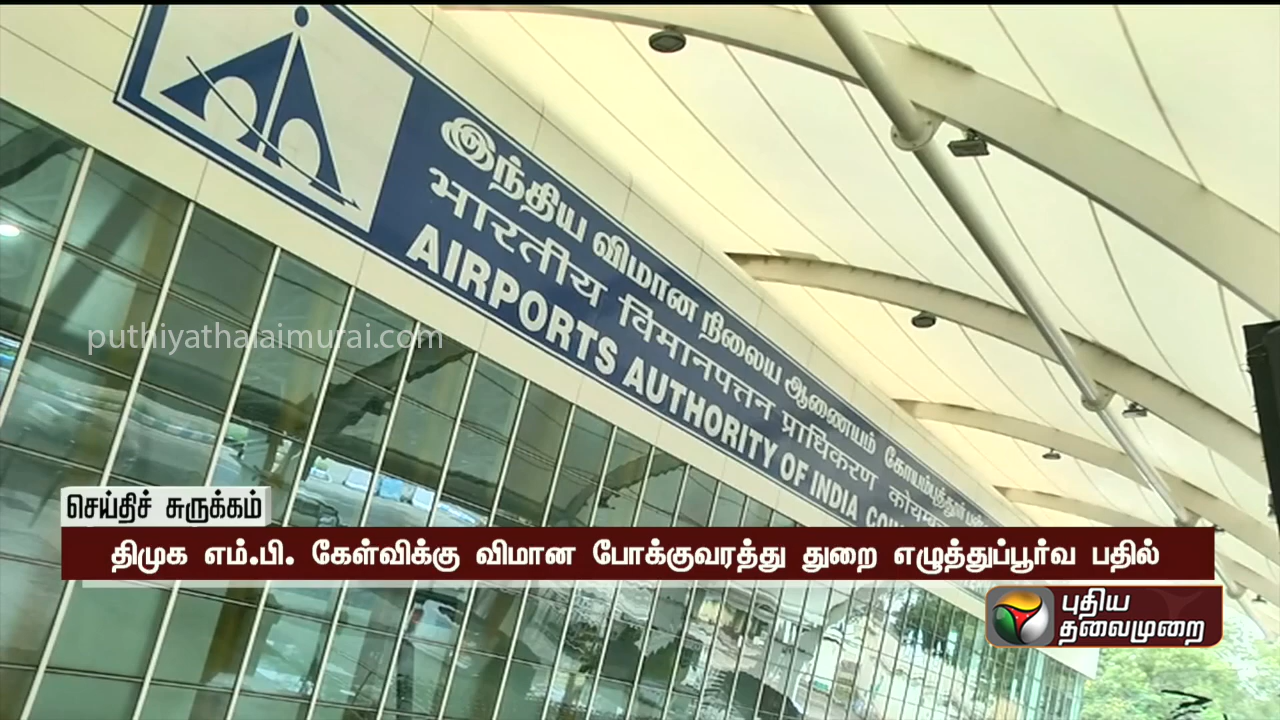 இந்திய விமான நிலைய ஆணையம் கோயம்புத்தூர்
भारतीय विमानपत्तन प्राधिकरण
AIRPORTS AUTHORITY OF INDIA
puthiyathalaimurai.com
செய்திச் சுருக்கம்
திமுக எம்.பி. கேள்விக்கு விமான போக்குவரத்து துறை எழுத்துப்பூர்வ பதில்
புதிய
தலைமுறை